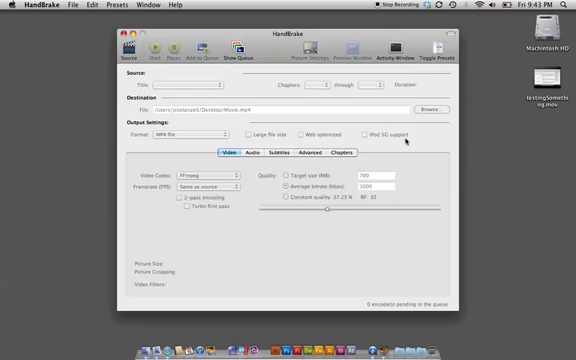 HandBrake File Edit Presets Window Help Stop Recording Fri 9:43 PM
HandBrake
Source Start Pause Add to Queue Show Queue Picture Settings Preview Window Activity Window Toggle Presets
Source:
Title: Chapters: through Duration:
Destination
File: /Desktop/Movie.mp4 Browse...
Output Settings:
Format: MP4 file Large file size Web optimized iPod 5G support
Video Audio Subtitles Advanced Chapters
Video Codec: FFmpeg Quality: Target size (MB): 700
Framerate (FPS): Same as source Average bitrate (kbps): 1000
2-pass encoding Constant quality: 37.25 % RF: 32
Turbo first pass
Picture Size:
Picture Cropping:
Video Filters:
0 encode(s) pending in the queue
Machintosh HD
testingSomethi
ng.mov